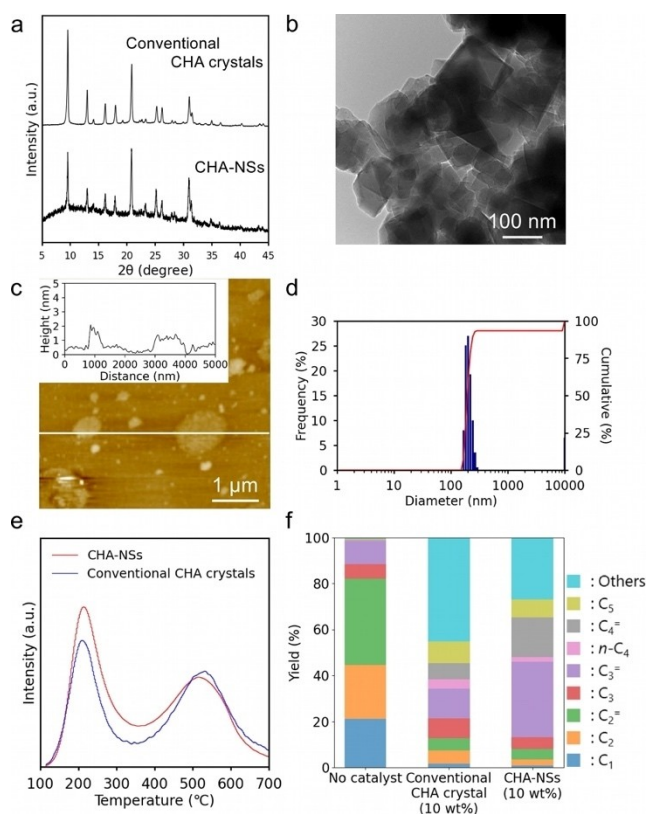 a
Conventional
CHA crystals
CHA-NSs
Intensity (a.u.)
5 10 15 20 25 30 35 40 45
2θ (degree)
b
100 nm
c
5
4
3
2
1
0
Height (nm)
0 1000 2000 3000 4000 5000
Distance (nm)
1 μm
d
30
25
20
15
10
5
0
Frequency (%)
100
75
50
25
0
Cumulative (%)
1 10 100 1000 10000
Diameter (nm)
e
CHA-NSs
Conventional CHA crystals
Intensity (a.u.)
100 200 300 400 500 600 700
Temperature (℃)
f
100
80
60
40
20
0
Yield (%)
No catalyst
Conventional
CHA crystal
(10 wt%)
CHA-NSs
(10 wt%)
: Others
: C₅
: C₄⁼
: n-C₄
: C₃⁼
: C₃
: C₂⁼
: C₂
: C₁